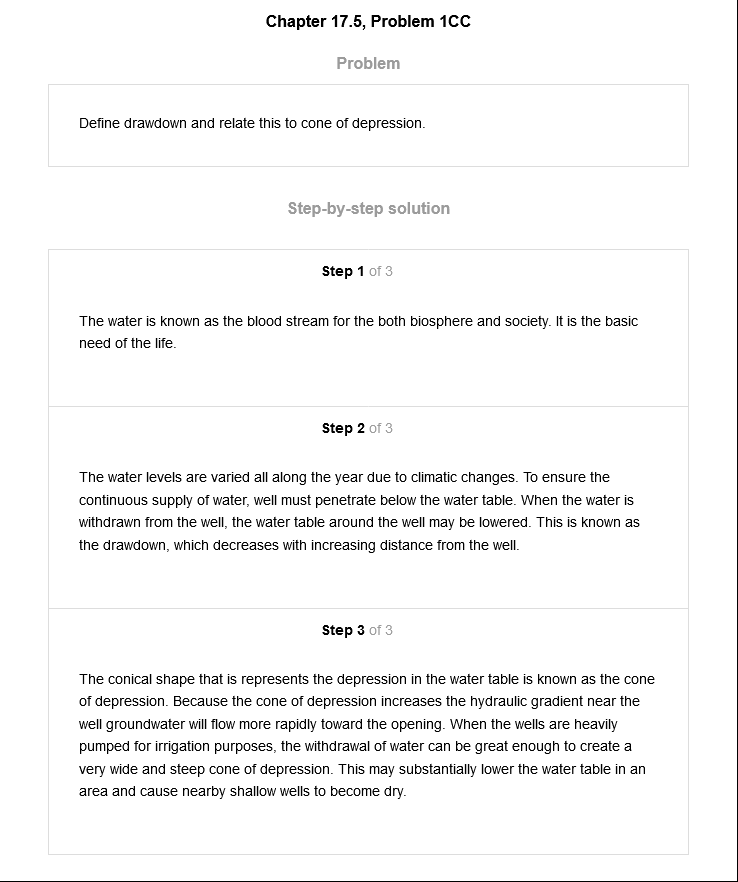 Chapter 17.5, Problem 1CC
Problem
Define drawdown and relate this to cone of depression.
Step-by-step solution
Step 1 of 3
The water is known as the blood stream for the both biosphere and society. It is the basic
need of the life.
Step 2 of 3
The water levels are varied all along the year due to climatic changes. To ensure the
continuous supply of water, well must penetrate below the water table. When the water is
withdrawn from the well, the water table around the well may be lowered. This is known as
the drawdown, which decreases with increasing distance from the well.
Step 3 of 3
The conical shape that is represents the depression in the water table is known as the cone
of depression. Because the cone of depression increases the hydraulic gradient near the
well groundwater will flow more rapidly toward the opening. When the wells are heavily
pumped for irrigation purposes, the withdrawal of water can be great enough to create a
very wide and steep cone of depression. This may substantially lower the water table in an
area and cause nearby shallow wells to become dry.